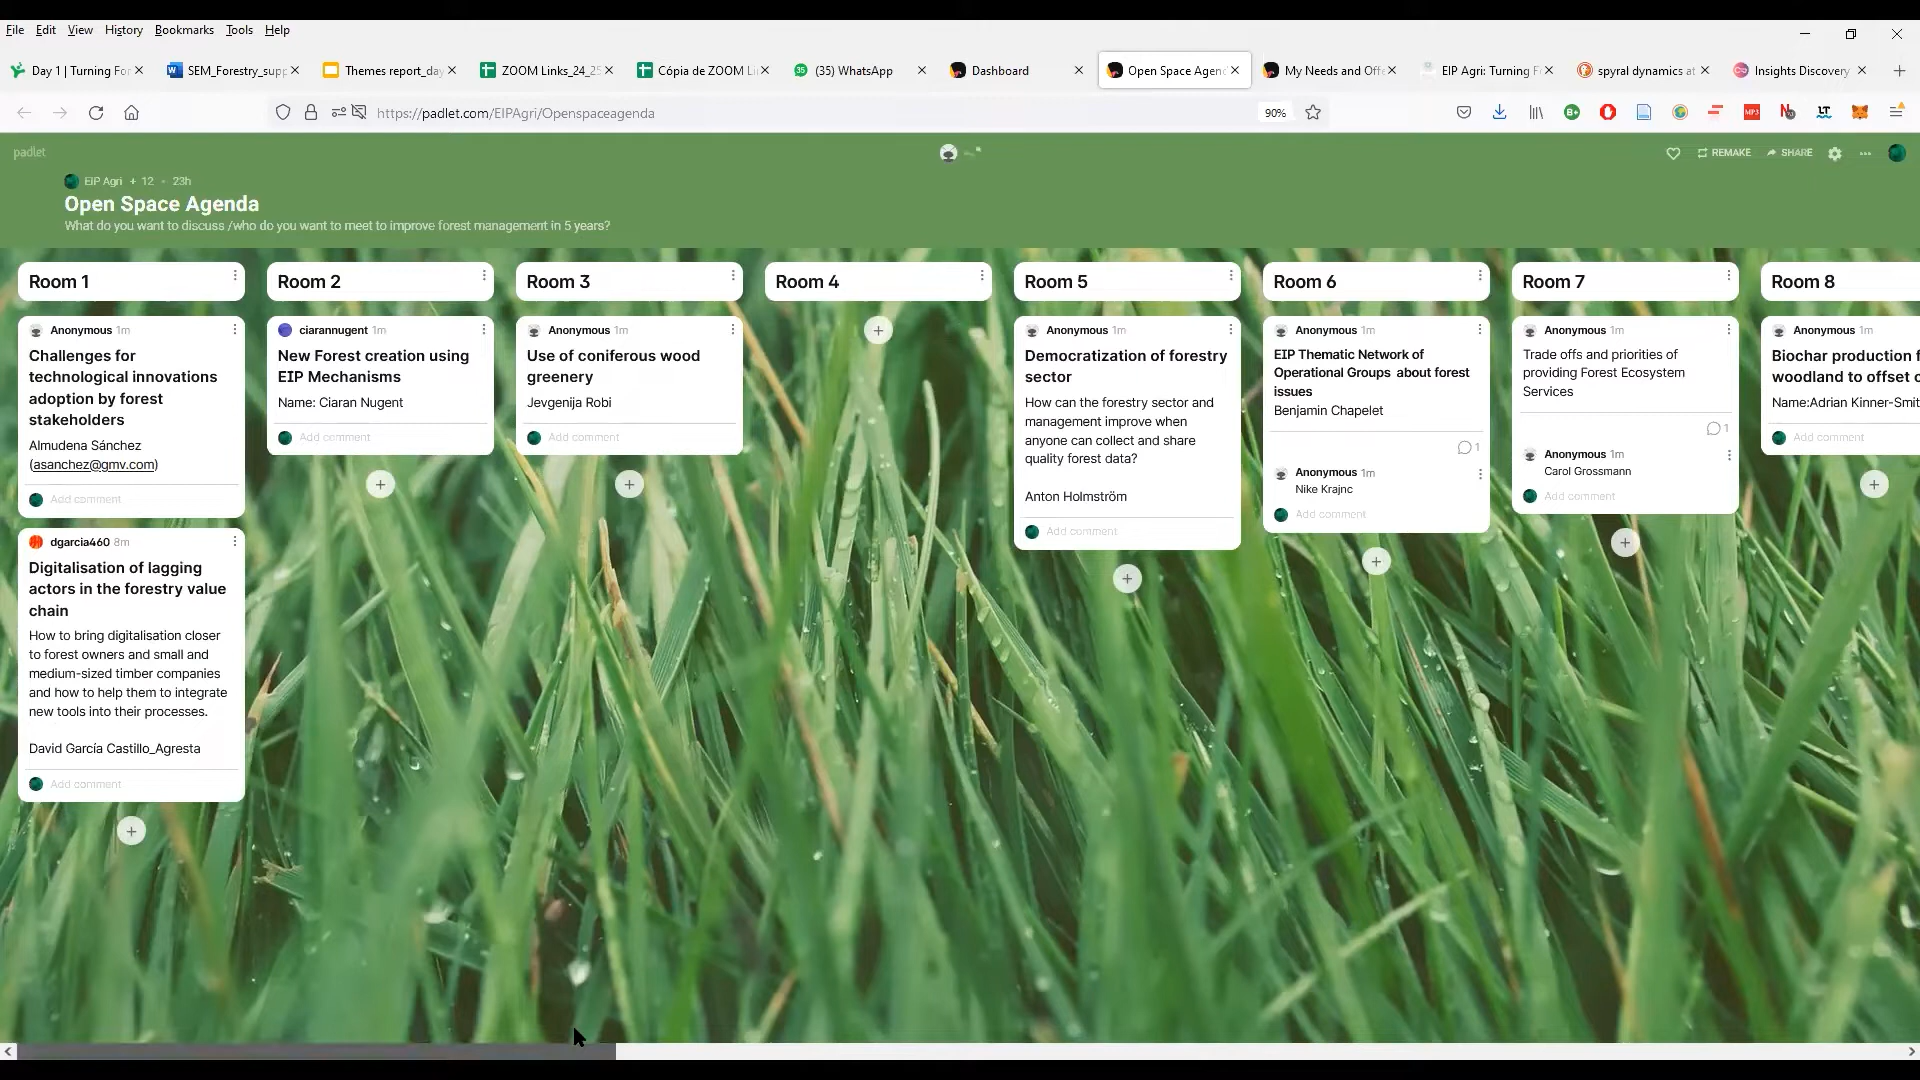 File Edit View History Bookmarks Tools Help
Day 1 | Turning For
SEM_Forestry_supp
Themes report_day
ZOOM Links_24_25
Cópia de ZOOM Li
(35) WhatsApp
Dashboard
Open Space Agend
My Needs and Offe
EIP Agri: Turning F
spyral dynamics at
Insights Discovery
https://padlet.com/EIPAgri/Openspaceagenda
90%
padlet
REMAKE
SHARE
EIP Agri + 12 • 23h
Open Space Agenda
What do you want to discuss /who do you want to meet to improve forest management in 5 years?
Room 1
Anonymous 1m
Challenges for
technological innovations
adoption by forest
stakeholders
Almudena Sánchez
(asanchez@gmv.com)
Add comment
dgarcia460 8m
Digitalisation of lagging
actors in the forestry value
chain
How to bring digitalisation closer
to forest owners and small and
medium-sized timber companies
and how to help them to integrate
new tools into their processes.
David García Castillo_Agresta
Add comment
Room 2
ciarannugent 1m
New Forest creation using
EIP Mechanisms
Name: Ciaran Nugent
Add comment
Room 3
Anonymous 1m
Use of coniferous wood
greenery
Jevgenija Robi
Add comment
Room 4
Room 5
Anonymous 1m
Democratization of forestry
sector
How can the forestry sector and
management improve when
anyone can collect and share
quality forest data?
Anton Holmström
Add comment
Room 6
Anonymous 1m
EIP Thematic Network of
Operational Groups about forest
issues
Benjamin Chapelet
1
Anonymous 1m
Nike Krajnc
Add comment
Room 7
Anonymous 1m
Trade offs and priorities of
providing Forest Ecosystem
Services
1
Anonymous 1m
Carol Grossmann
Add comment
Room 8
Anonymous 1m
Biochar production f
woodland to offset c
Name:Adrian Kinner-Smit
Add comment